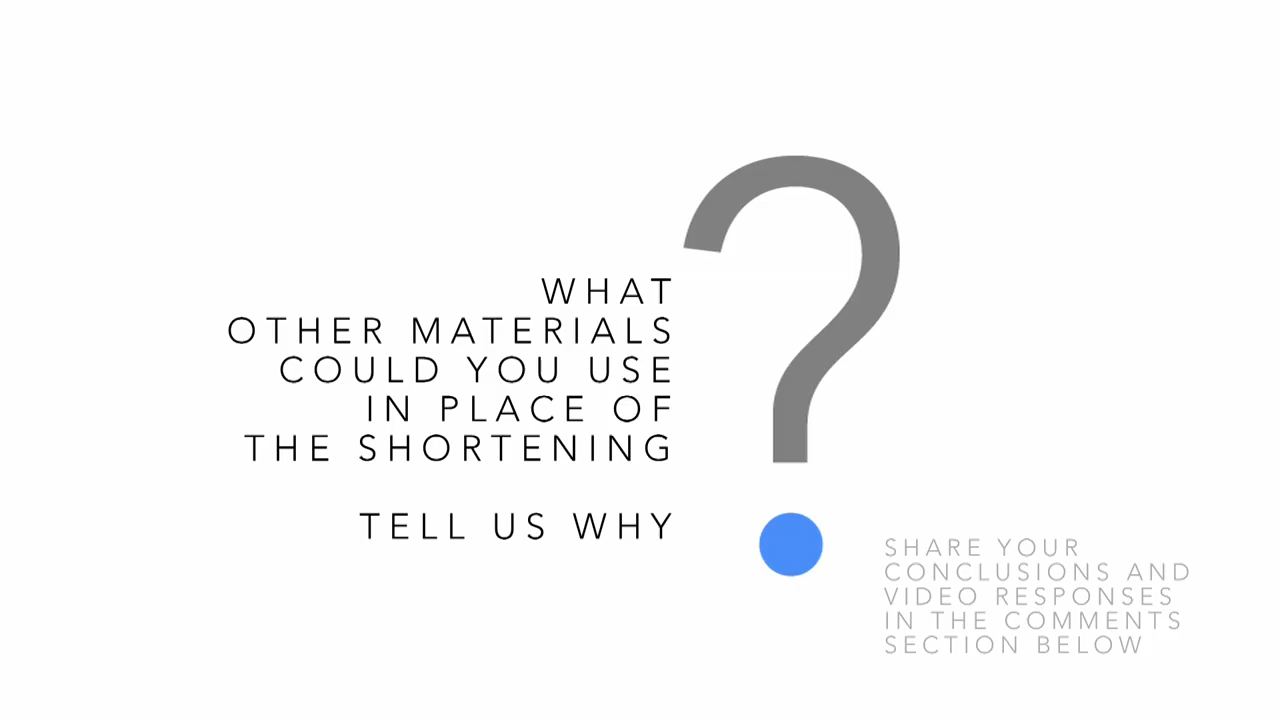 WHAT
OTHER MATERIALS
COULD YOU USE
IN PLACE OF
THE SHORTENING
TELL US WHY
?
SHARE YOUR
CONCLUSIONS AND
VIDEO RESPONSES
IN THE COMMENTS
SECTION BELOW